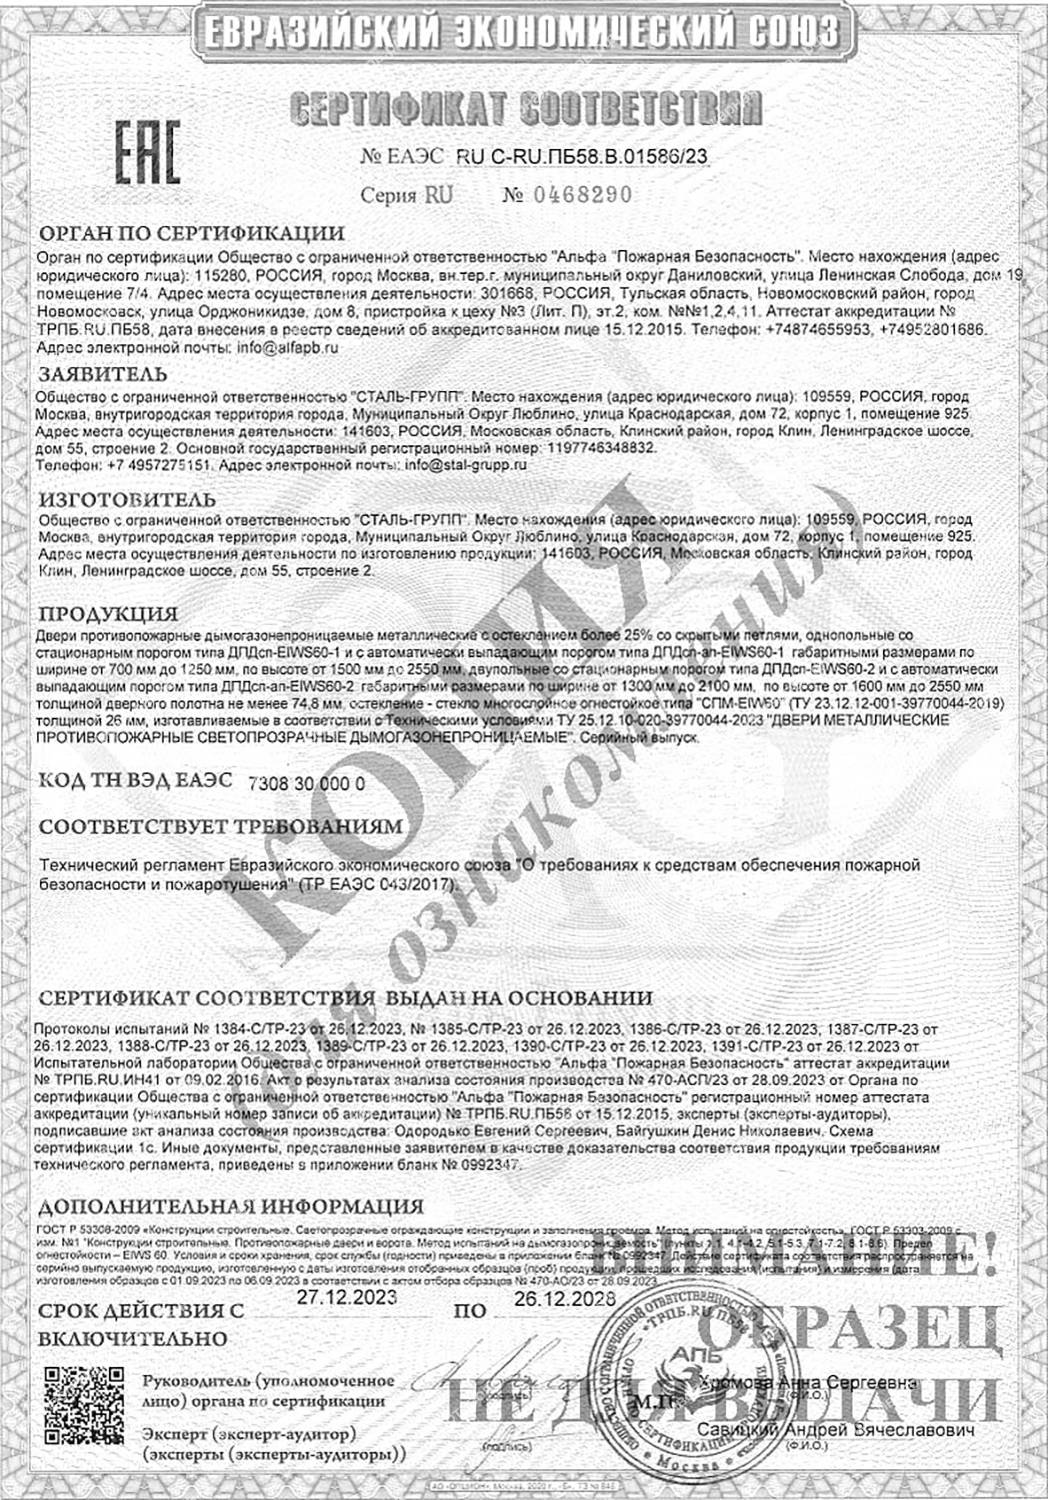 ЕВРАЗИЙСКИЙ ЭКОНОМИЧЕСКИЙ СОЮЗ
СЕРТИФИКАТ СООТВЕТСТВИЯ
ЕАС
№ ЕАЭС RU C-RU.ПБ58.В.01586/23
Серия RU № 0468290
ОРГАН ПО СЕРТИФИКАЦИИ
Орган по сертификации Общество с ограниченной ответственностью "Альфа "Пожарная Безопасность". Место нахождения (адрес
юридического лица): 115280, РОССИЯ, город Москва, вн.тер.г. муниципальный округ Даниловский, улица Ленинская Слобода, дом 19,
помещение 7/4. Адрес места осуществления деятельности: 301668, РОССИЯ, Тульская область, Новомосковский район, город
Новомосковск, улица Орджоникидзе, дом 8, пристройка к цеху №3 (Лит. П), эт.2, ком. №№1,2,4,11. Аттестат аккредитации №
ТРПБ.RU.ПБ58, дата внесения в реестр сведений об аккредитованном лице 15.12.2015. Телефон: +74874655953, +74952801686.
Адрес электронной почты: info@alfapb.ru
ЗАЯВИТЕЛЬ
Общество с ограниченной ответственностью "СТАЛЬ-ГРУПП". Место нахождения (адрес юридического лица): 109559, РОССИЯ, город
Москва, внутригородская территория города, Муниципальный Округ Люблино, улица Краснодарская, дом 72, корпус 1, помещение 925.
Адрес места осуществления деятельности: 141603, РОССИЯ, Московская область, Клинский район, город Клин, Ленинградское шоссе,
дом 55, строение 2. Основной государственный регистрационный номер: 1197746348832.
Телефон: +7 4957275151. Адрес электронной почты: info@stal-grupp.ru
ИЗГОТОВИТЕЛЬ
Общество с ограниченной ответственностью "СТАЛЬ-ГРУПП". Место нахождения (адрес юридического лица): 109559, РОССИЯ, город
Москва, внутригородская территория города, Муниципальный Округ Люблино, улица Краснодарская, дом 72, корпус 1, помещение 925.
Адрес места осуществления деятельности по изготовлению продукции: 141603, РОССИЯ, Московская область, Клинский район, город
Клин, Ленинградское шоссе, дом 55, строение 2.
ПРОДУКЦИЯ
Двери противопожарные дымогазонепроницаемые металлические с остеклением более 25% со скрытыми петлями, однопольные со
стационарным порогом типа ДПДсп-EIWS60-1 и с автоматически выпадающим порогом типа ДПДсп-ап-EIWS60-1 габаритными размерами по
ширине от 700 мм до 1250 мм, по высоте от 1500 мм до 2550 мм, двупольные со стационарным порогом типа ДПДсп-EIWS60-2 и с автоматически
выпадающим порогом типа ДПДсп-ап-EIWS60-2 габаритными размерами по ширине от 1300 мм до 2100 мм, по высоте от 1600 мм до 2550 мм
толщиной дверного полотна не менее 74,8 мм, остекление - стекло многослойное огнестойкое типа "СПМ-EIW60" (ТУ 23.12.12-001-39770044-2019)
толщиной 26 мм, изготавливаемые в соответствии с Техническими условиями ТУ 25.12.10-020-39770044-2023 "ДВЕРИ МЕТАЛЛИЧЕСКИЕ
ПРОТИВОПОЖАРНЫЕ СВЕТОПРОЗРАЧНЫЕ ДЫМОГАЗОНЕПРОНИЦАЕМЫЕ". Серийный выпуск.
КОД ТН ВЭД ЕАЭС 7308 30 000 0
СООТВЕТСТВУЕТ ТРЕБОВАНИЯМ
Технический регламент Евразийского экономического союза "О требованиях к средствам обеспечения пожарной
безопасности и пожаротушения" (ТР ЕАЭС 043/2017).
КОПИЯ
(для ознакомления)
СЕРТИФИКАТ СООТВЕТСТВИЯ ВЫДАН НА ОСНОВАНИИ
Протоколы испытаний № 1384-С/ТР-23 от 26.12.2023, № 1385-С/ТР-23 от 26.12.2023, 1386-С/ТР-23 от 26.12.2023, 1387-С/ТР-23 от
26.12.2023, 1388-С/ТР-23 от 26.12.2023, 1389-С/ТР-23 от 26.12.2023, 1390-С/ТР-23 от 26.12.2023, 1391-С/ТР-23 от 26.12.2023 от
Испытательной лаборатории Общества с ограниченной ответственностью "Альфа "Пожарная Безопасность" аттестат аккредитации
№ ТРПБ.RU.ИН41 от 09.02.2016. Акт о результатах анализа состояния производства № 470-АСП/23 от 28.09.2023 от Органа по
сертификации Общества с ограниченной ответственностью "Альфа "Пожарная Безопасность" регистрационный номер аттестата
аккредитации (уникальный номер записи об аккредитации) № ТРПБ.RU.ПБ58 от 15.12.2015, эксперты (эксперты-аудиторы),
подписавшие акт анализа состояния производства: Одородько Евгений Сергеевич, Байгушкин Денис Николаевич. Схема
сертификации 1с. Иные документы, представленные заявителем в качестве доказательства соответствия продукции требованиям
технического регламента, приведены в приложении бланк № 0992347.
ДОПОЛНИТЕЛЬНАЯ ИНФОРМАЦИЯ
ГОСТ Р 53308-2009 «Конструкции строительные. Светопрозрачные ограждающие конструкции и заполнения проемов. Метод испытаний на огнестойкость», ГОСТ Р 53303-2009 с
изм. №1 "Конструкции строительные. Противопожарные двери и ворота. Метод испытаний на дымогазопроницаемость" (пункты 4.1-4.2, 5.1-5.3, 7.1-7.2, 8.1-8.6). Предел
огнестойкости – EIWS 60. Условия и сроки хранения, срок службы (годности) приведены в приложении бланк № 0992347. Действие сертификата соответствия распространяется на
серийно выпускаемую продукцию, изготовленную с даты изготовления отобранных образцов (проб) продукции, прошедших исследования (испытания) и измерения (дата
изготовления образцов с 01.09.2023 по 06.09.2023 в соответствии с актом отбора образцов № 470-АО/23 от 28.09.2023
ВНИМАНИЕ!
ОБРАЗЕЦ
НЕ ДЛЯ ВЫДАЧИ
СРОК ДЕЙСТВИЯ С 27.12.2023 ПО 26.12.2028
ВКЛЮЧИТЕЛЬНО
Руководитель (уполномоченное
лицо) органа по сертификации
(подпись)
М.П.
Хромова Анна Сергеевна
(Ф.И.О.)
Эксперт (эксперт-аудитор)
(эксперты (эксперты-аудиторы))
(подпись)
Савицкий Андрей Вячеславович
(Ф.И.О.)
ТРПБ.RU.ПБ58
АПБ
Москва